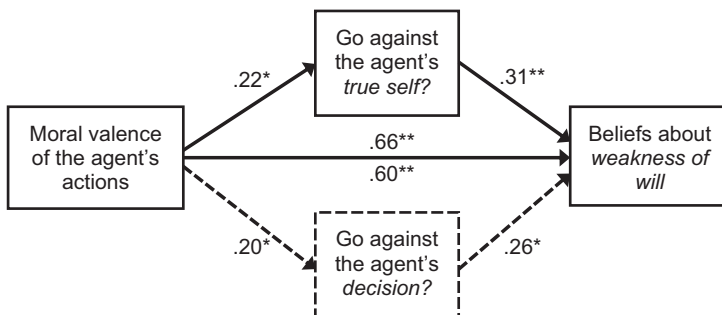 Go against
the agent's
true self?
.22*
.31**
Moral valence
of the agent's
actions
.66**
.60**
Beliefs about
weakness of
will
.20*
Go against
the agent's
decision?
.26*